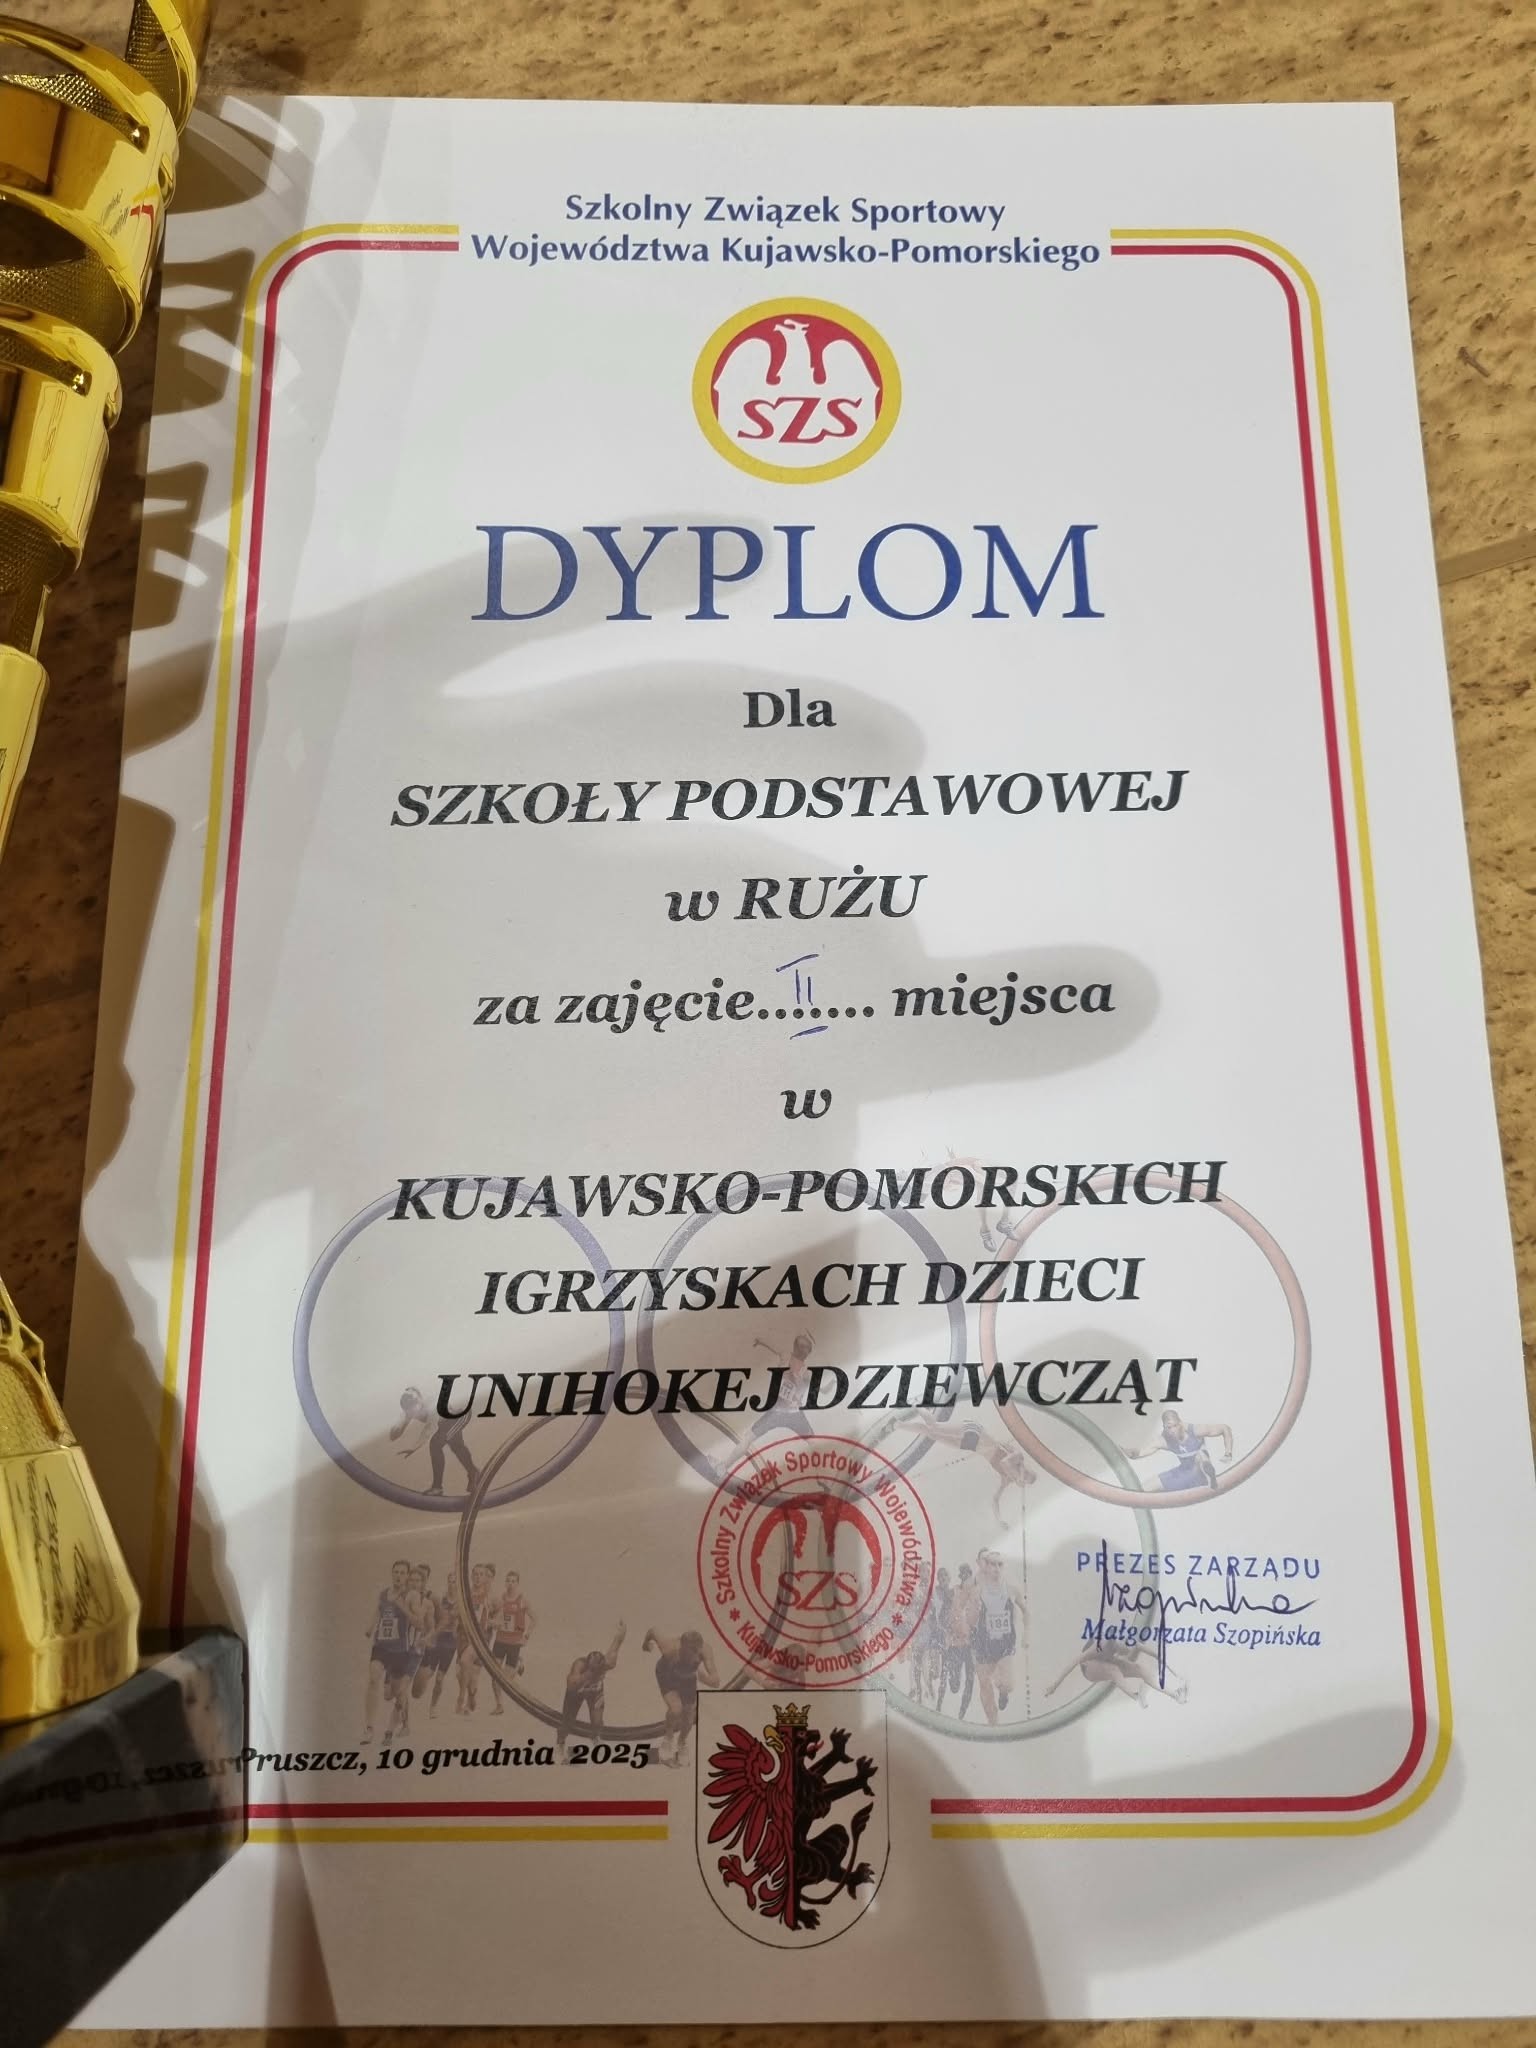 Szkolny Związek Sportowy
Województwa Kujawsko-Pomorskiego
SZS
DYPLOM
Dla
SZKOŁY PODSTAWOWEJ
w RUŻU
za zajęcie..II..... miejsca
w
KUJAWSKO-POMORSKICH
IGRZYSKACH DZIECI
UNIHOKEJ DZIEWCZĄT
Szkolny Związek Sportowy Województwa * Kujawsko-Pomorskiego *
SZS
PREZES ZARZĄDU
Małgorzata Szopińska
184
Pruszcz, 10 grudnia 2025